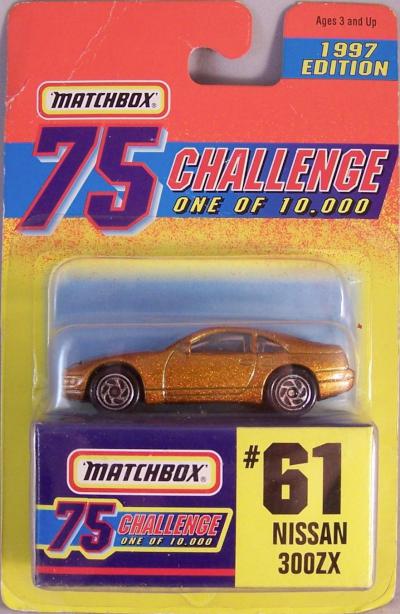 Ages 3 and Up
1997
EDITION
MATCHBOX®
75 CHALLENGE
ONE OF 10.000
MATCHBOX®
75 CHALLENGE
ONE OF 10.000
#61
NISSAN
300ZX